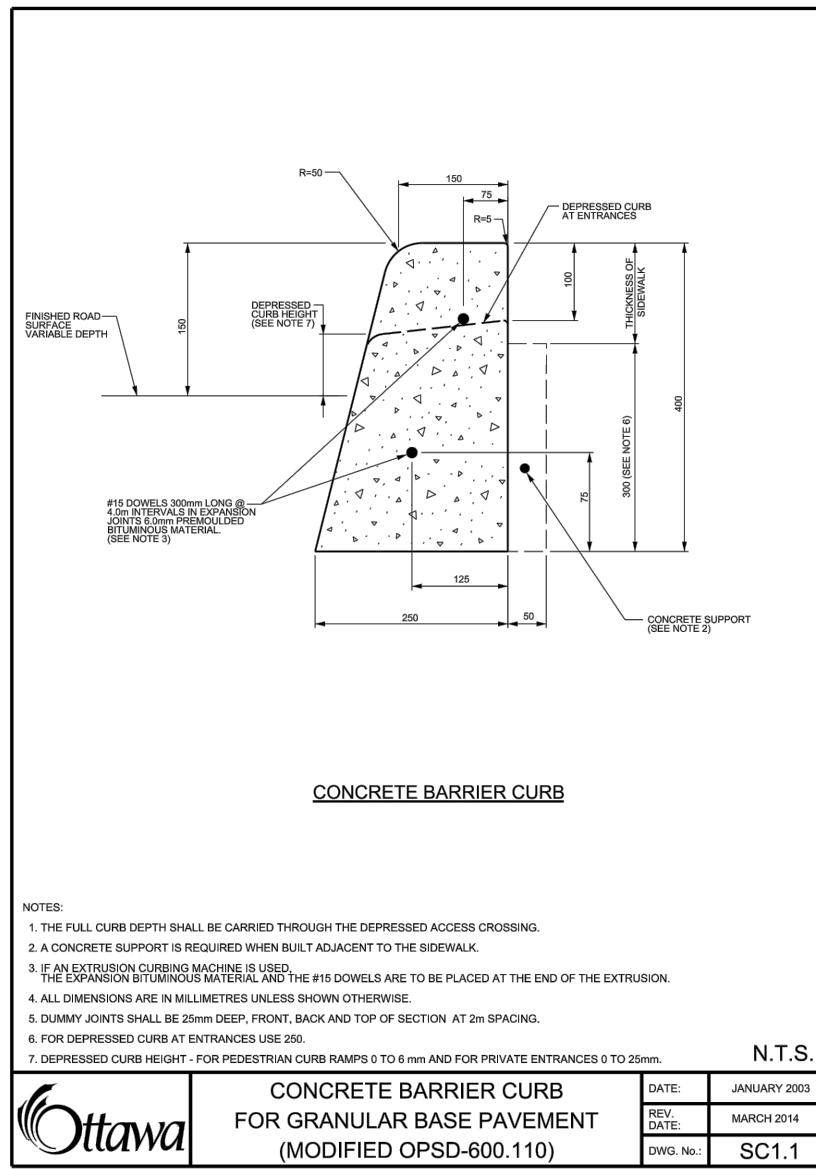 R=50
150
75
R=5
DEPRESSED CURB
AT ENTRANCES
FINISHED ROAD
SURFACE
VARIABLE DEPTH
150
DEPRESSED
CURB HEIGHT
(SEE NOTE 7)
100
THICKNESS OF
SIDEWALK
400
300 (SEE NOTE 6)
75
#15 DOWELS 300mm LONG @
4.0m INTERVALS IN EXPANSION
JOINTS 6.0mm PREMOULDED
BITUMINOUS MATERIAL.
(SEE NOTE 3)
125
250
50
CONCRETE SUPPORT
(SEE NOTE 2)
CONCRETE BARRIER CURB
NOTES:
1. THE FULL CURB DEPTH SHALL BE CARRIED THROUGH THE DEPRESSED ACCESS CROSSING.
2. A CONCRETE SUPPORT IS REQUIRED WHEN BUILT ADJACENT TO THE SIDEWALK.
3. IF AN EXTRUSION CURBING MACHINE IS USED,
THE EXPANSION BITUMINOUS MATERIAL AND THE #15 DOWELS ARE TO BE PLACED AT THE END OF THE EXTRUSION.
4. ALL DIMENSIONS ARE IN MILLIMETRES UNLESS SHOWN OTHERWISE.
5. DUMMY JOINTS SHALL BE 25mm DEEP, FRONT, BACK AND TOP OF SECTION AT 2m SPACING.
6. FOR DEPRESSED CURB AT ENTRANCES USE 250.
7. DEPRESSED CURB HEIGHT - FOR PEDESTRIAN CURB RAMPS 0 TO 6 mm AND FOR PRIVATE ENTRANCES 0 TO 25mm.
N.T.S.
Ottawa
CONCRETE BARRIER CURB
FOR GRANULAR BASE PAVEMENT
(MODIFIED OPSD-600.110)
DATE: JANUARY 2003
REV.
DATE: MARCH 2014
DWG. No.: SC1.1